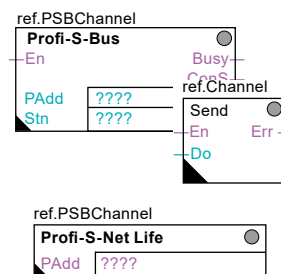 ref.PSBChannel
Profi-S-Bus
En Busy
ConS
PAdd ????
Stn ????
ref.Channel
Send
En Err
Do
ref.PSBChannel
Profi-S-Net Life
PAdd ????